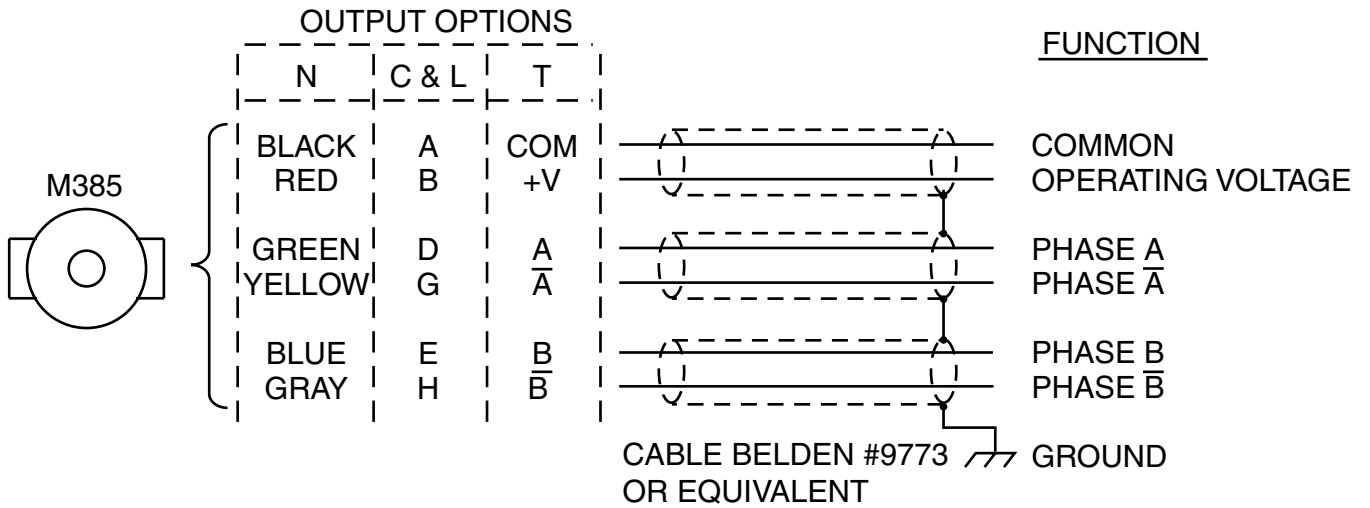 OUTPUT OPTIONS
FUNCTION
N C & L T
BLACK A COM COMMON
M385
RED B +V OPERATING VOLTAGE
GREEN D A PHASE A
YELLOW G A̅ PHASE A̅
BLUE E B PHASE B
GRAY H B̅ PHASE B̅
CABLE BELDEN #9773 GROUND
OR EQUIVALENT